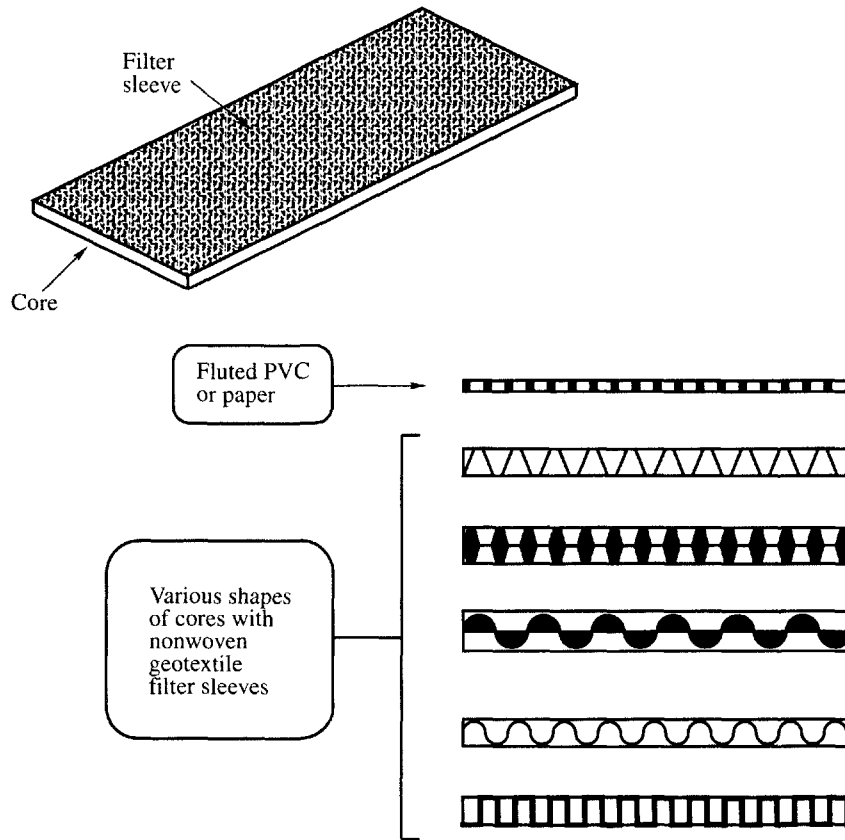 Filter
sleeve
Core
Fluted PVC
or paper
Various shapes
of cores with
nonwoven
geotextile
filter sleeves